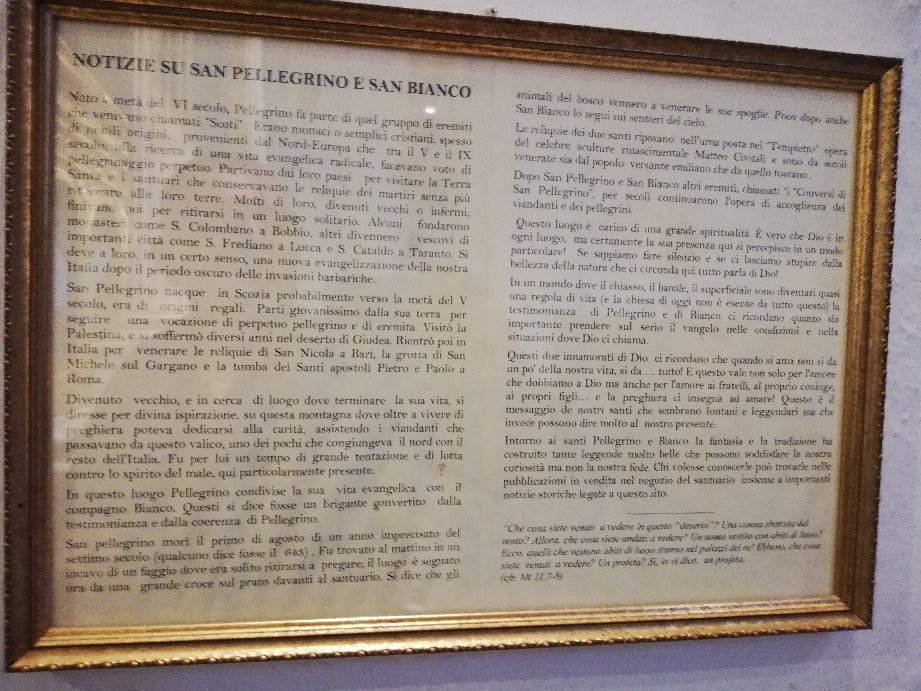 NOTIZIE SU SAN PELLEGRINO E SAN BIANCO
Nato a metà del VI secolo, Pellegrino fa parte di quel gruppo di eremiti
che venivano chiamati "Scoti". Erano monaci o semplici cristiani, spesso
di nobili origini, provenienti dal Nord-Europa che tra il V e il IX
secolo, alla ricerca di una vita evangelica radicale, facevano voto di
pellegrinaggio perpetuo. Partivano dai loro paesi per visitare la Terra
Santa e i santuari che conservavano le reliquie dei martiri senza più
ritornare alle loro terre. Molti di loro, divenuti vecchi o infermi,
finivano poi per ritirarsi in un luogo solitario. Alcuni fondarono
monasteri come S. Colombano a Bobbio, altri divennero vescovi di
importanti città come S. Frediano a Lucca e S. Cataldo a Taranto. Si
deve a loro, in un certo senso, una nuova evangelizzazione della nostra
Italia dopo il periodo oscuro delle invasioni barbariche.
San Pellegrino nacque in Scozia probabilmente verso la metà del V
secolo, era di origini regali. Partì giovanissimo dalla sua terra per
seguire una vocazione di perpetuo pellegrino e di eremita. Visitò la
Palestina, e si soffermò diversi anni nel deserto di Giudea. Rientrò poi in
Italia per venerare le reliquie di San Nicola a Bari, la grotta di San
Michele sul Gargano e la tomba dei Santi apostoli Pietro e Paolo a
Roma.
Divenuto vecchio, e in cerca di luogo dove terminare la sua vita, si
diresse per divina ispirazione, su questa montagna dove oltre a vivere di
preghiera poteva dedicarsi alla carità, assistendo i viandanti che
passavano da questo valico, uno dei pochi che congiungeva il nord con il
resto dell'Italia. Fu per lui un tempo di grande tentazione e di lotta
contro lo spirito del male, qui particolarmente presente.
In questo luogo Pellegrino condivise la sua vita evangelica con il
compagno Bianco. Questi si dice fosse un brigante convertito dalla
testimonianza e dalla coerenza di Pellegrino.
San pellegrino morì il primo di agosto di un anno imprecisato del
settimo secolo (qualcuno dice fosse il 643) . Fu trovato al mattino in un
incavo di un faggio dove era solito ritirarsi a pregare; il luogo è segnato
ora da una grande croce sul prato davanti al santuario. Si dice che gli
animali del bosco vennero a venerare le sue spoglie. Poco dopo anche
San Bianco lo seguì sui sentieri del cielo.
Le reliquie dei due santi riposano nell'urna posta nel "Tempietto" opera
del celebre scultore rinascimentale Matteo Civitali e sono da secoli
venerate sia dal popolo versante emiliano che da quello toscano .
Dopo San Pellegrino e San Bianco altri eremiti, chiamati "i "Conversi di
San Pellegrino", per secoli continuarono l'opera di accoglienza dei
viandanti e dei pellegrini.
Questo luogo è carico di una grande spiritualità. È vero che Dio è in
ogni luogo, ma certamente la sua presenza qui si percepisce in un modo
particolare! Se sappiamo fare silenzio e se ci lasciamo stupire dalla
bellezza della natura che ci circonda qui tutto parla di Dio!
In un mondo dove il chiasso, il banale, il superficiale sono diventati quasi
una regola di vita (e la chiesa di oggi non è esente da tutto questo) la
testimonianza di Pellegrino e di Bianco ci ricordano quanto sia
importante prendere sul serio il vangelo nelle condizioni e nella
situazioni dove Dio ci chiama.
Questi due innamorati di Dio ci ricordano che quando si ama non si da
un po' della nostra vita, si da ... tutto! E questo vale non solo per l'amore
che dobbiamo a Dio ma anche per l'amore ai fratelli, al proprio coniuge,
ai propri figli... e la preghiera ci insegna ad amare! Questo è il
messaggio de nostri santi che sembrano lontani e leggendari ma che
invece possono dire molto al nostro presente.
Intorno ai santi Pellegrino e Bianco la fantasia e la tradizione ha
costruito tante leggende molto belle che possono soddisfare la nostra
curiosità ma non la nostra fede. Chi volesse conoscerle può trovarle nelle
pubblicazioni in vendita nel negozio del santuario insieme a importanti
notizie storiche legate a questo sito.
"Che cosa siete venuti a vedere in questo "deserto"? Una canna sbattuta dal
vento? Allora, che cosa siete andati a vedere? Un uomo vestito con abiti di lusso?
Ecco, quelli che vestono abiti di lusso stanno nei palazzi dei re! Ebbene, che cosa
siete venuti a vedere? Un profeta? Sì, io vi dico, un profeta.
(cfr. Mt 11,7-8)